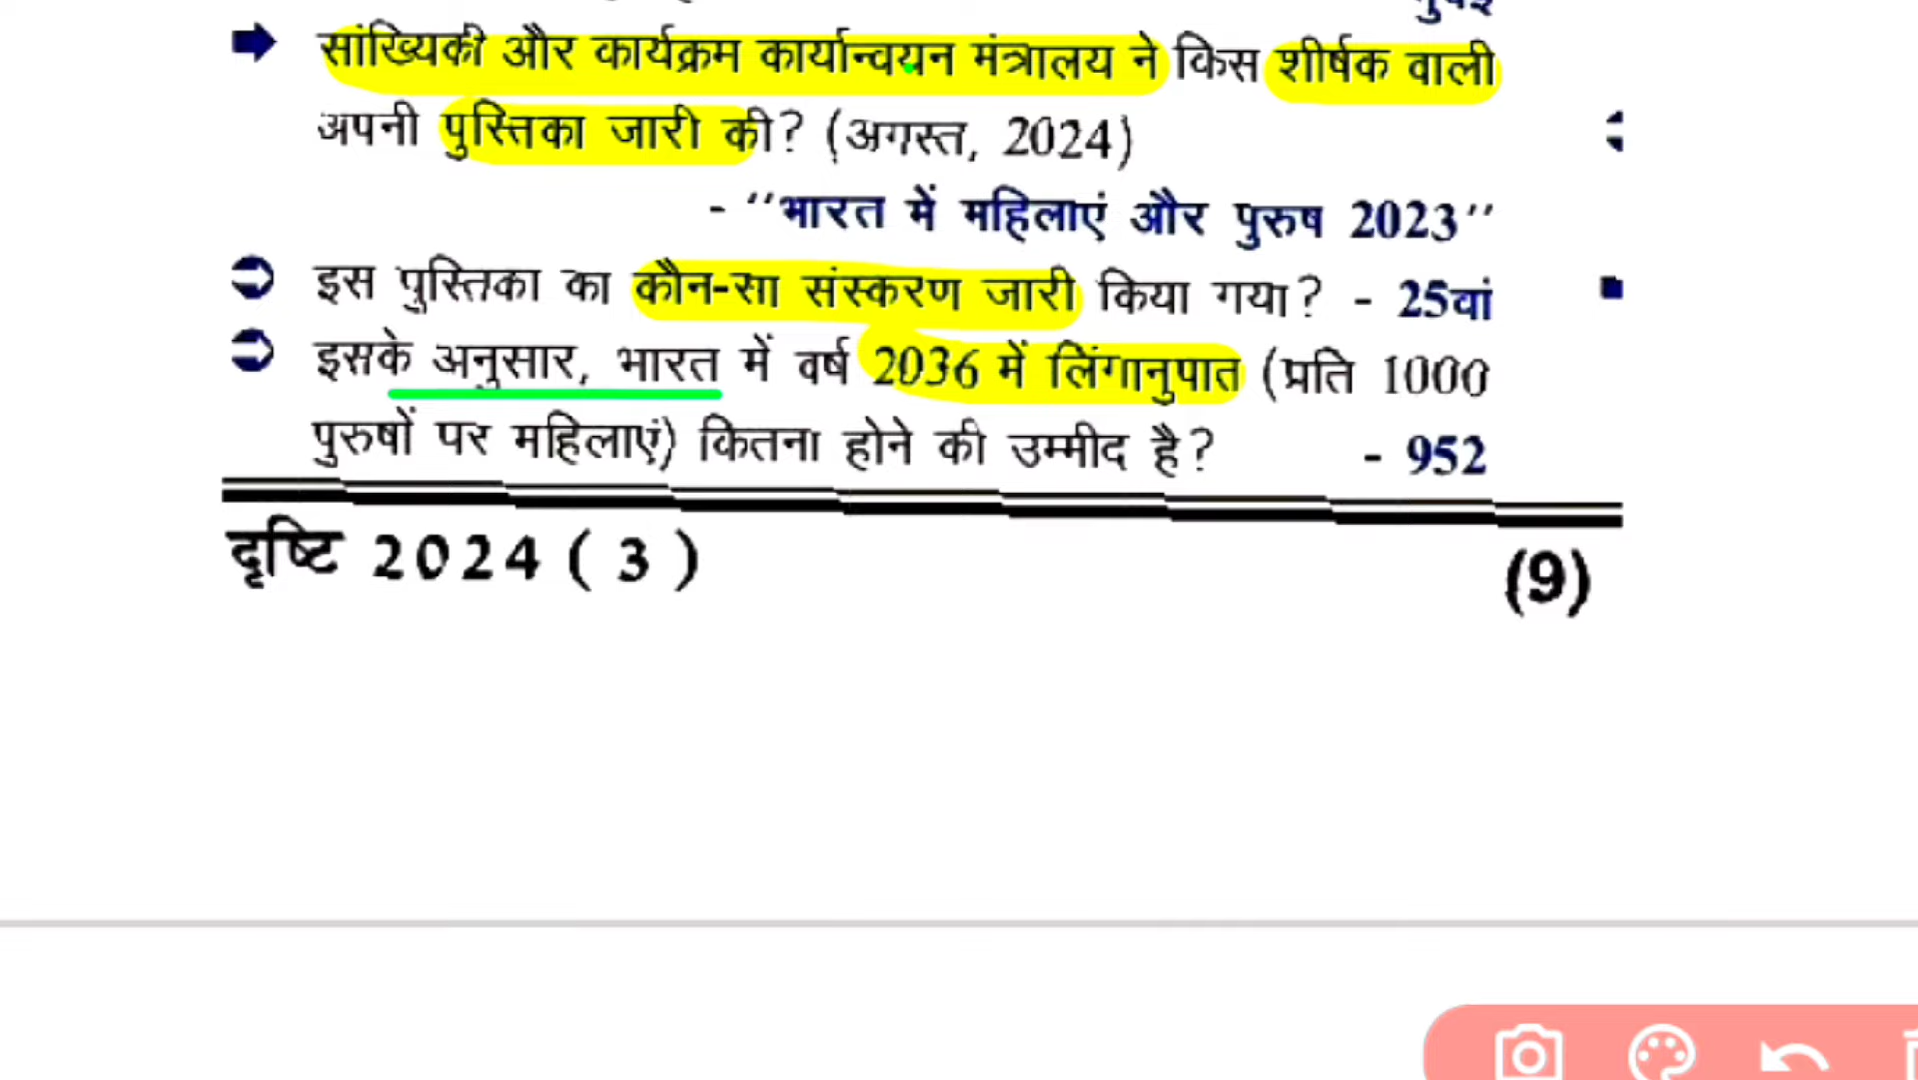 सांख्यिकी और कार्यक्रम कार्यान्वयन मंत्रालय ने किस शीर्षक वाली
अपनी पुस्तिका जारी की? (अगस्त, 2024)
- ‘‘भारत में महिलाएं और पुरुष 2023’’
इस पुस्तिका का कौन-सा संस्करण जारी किया गया? - 25वां
इसके अनुसार, भारत में वर्ष 2036 में लिंगानुपात (प्रति 1000
पुरुषों पर महिलाएं) कितना होने की उम्मीद है? - 952
दृष्टि 2024 ( 3 )
(9)